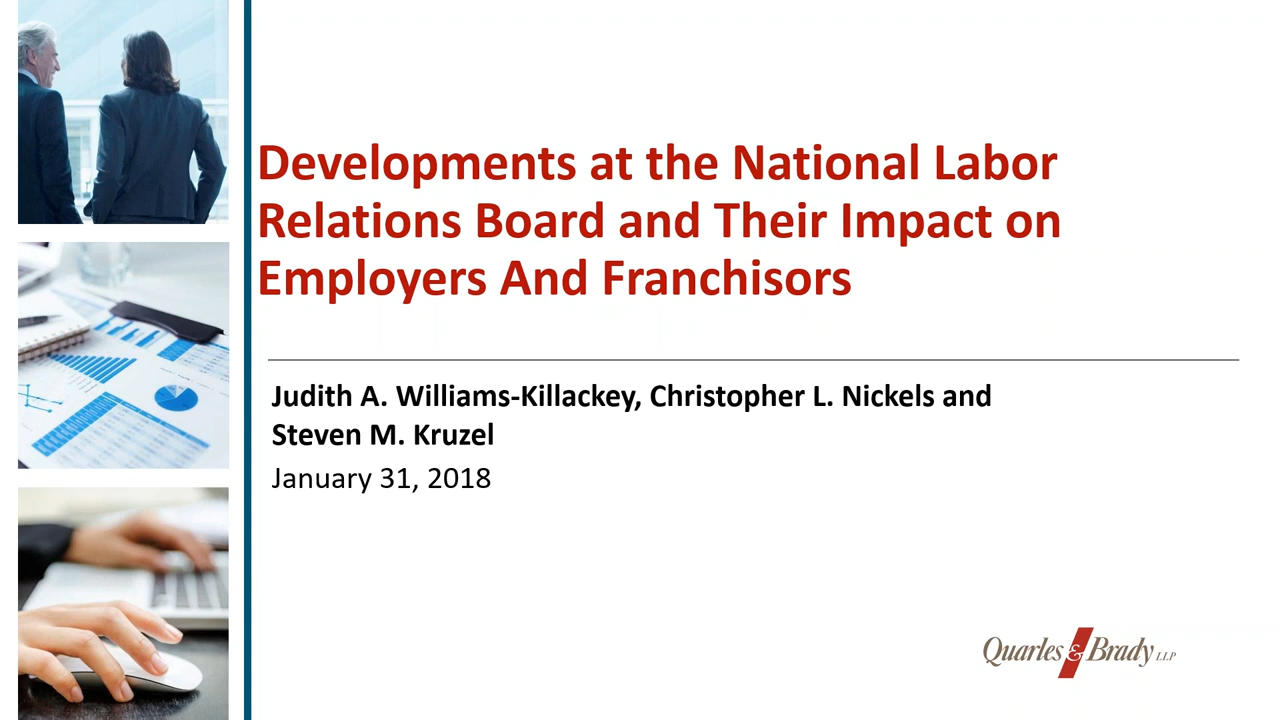 Developments at the National Labor
Relations Board and Their Impact on
Employers And Franchisors
Judith A. Williams-Killackey, Christopher L. Nickels and
Steven M. Kruzel
January 31, 2018
Quarles & Brady LLP